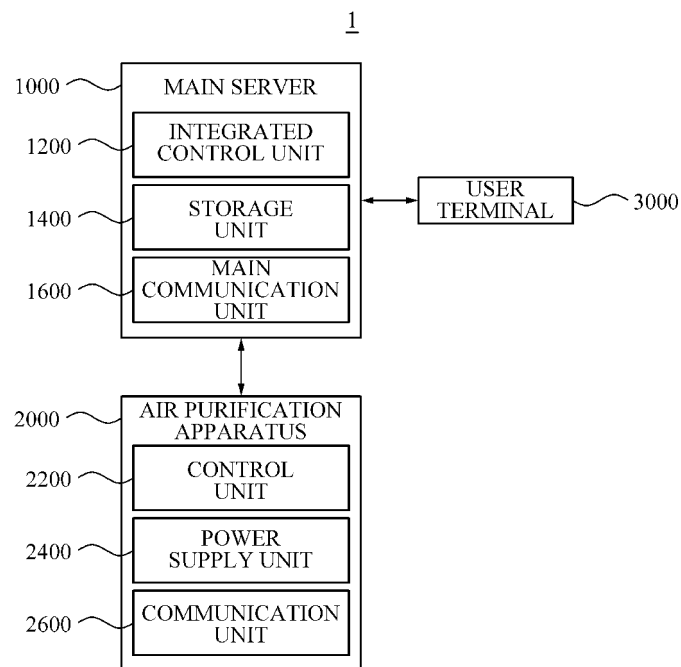 1
1000
MAIN SERVER
1200
INTEGRATED
CONTROL UNIT
1400
STORAGE
UNIT
1600
MAIN
COMMUNICATION
UNIT
USER
TERMINAL
3000
2000
AIR PURIFICATION
APPARATUS
2200
CONTROL
UNIT
2400
POWER
SUPPLY UNIT
2600
COMMUNICATION
UNIT